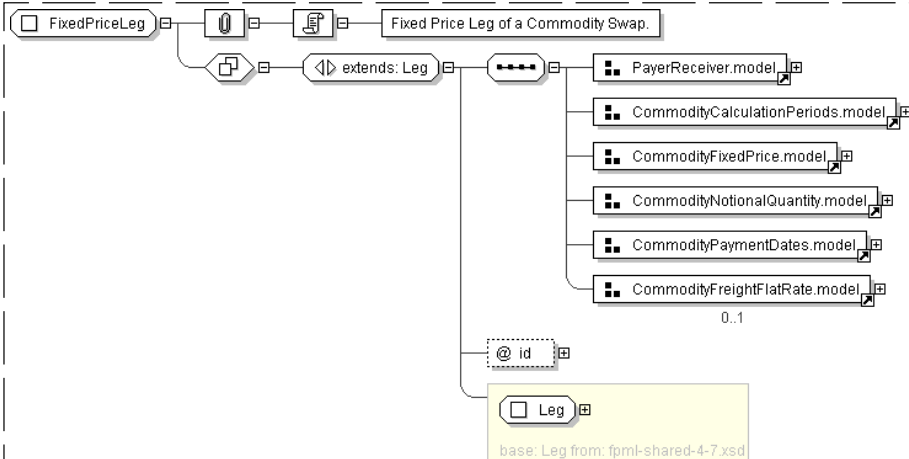 FixedPriceLeg
Fixed Price Leg of a Commodity Swap.
extends: Leg
PayerReceiver.model
CommodityCalculationPeriods.model
CommodityFixedPrice.model
CommodityNotionalQuantity.model
CommodityPaymentDates.model
CommodityFreightFlatRate.model
0..1
@ id
Leg
base: Leg from: fpml-shared-4-7.xsd